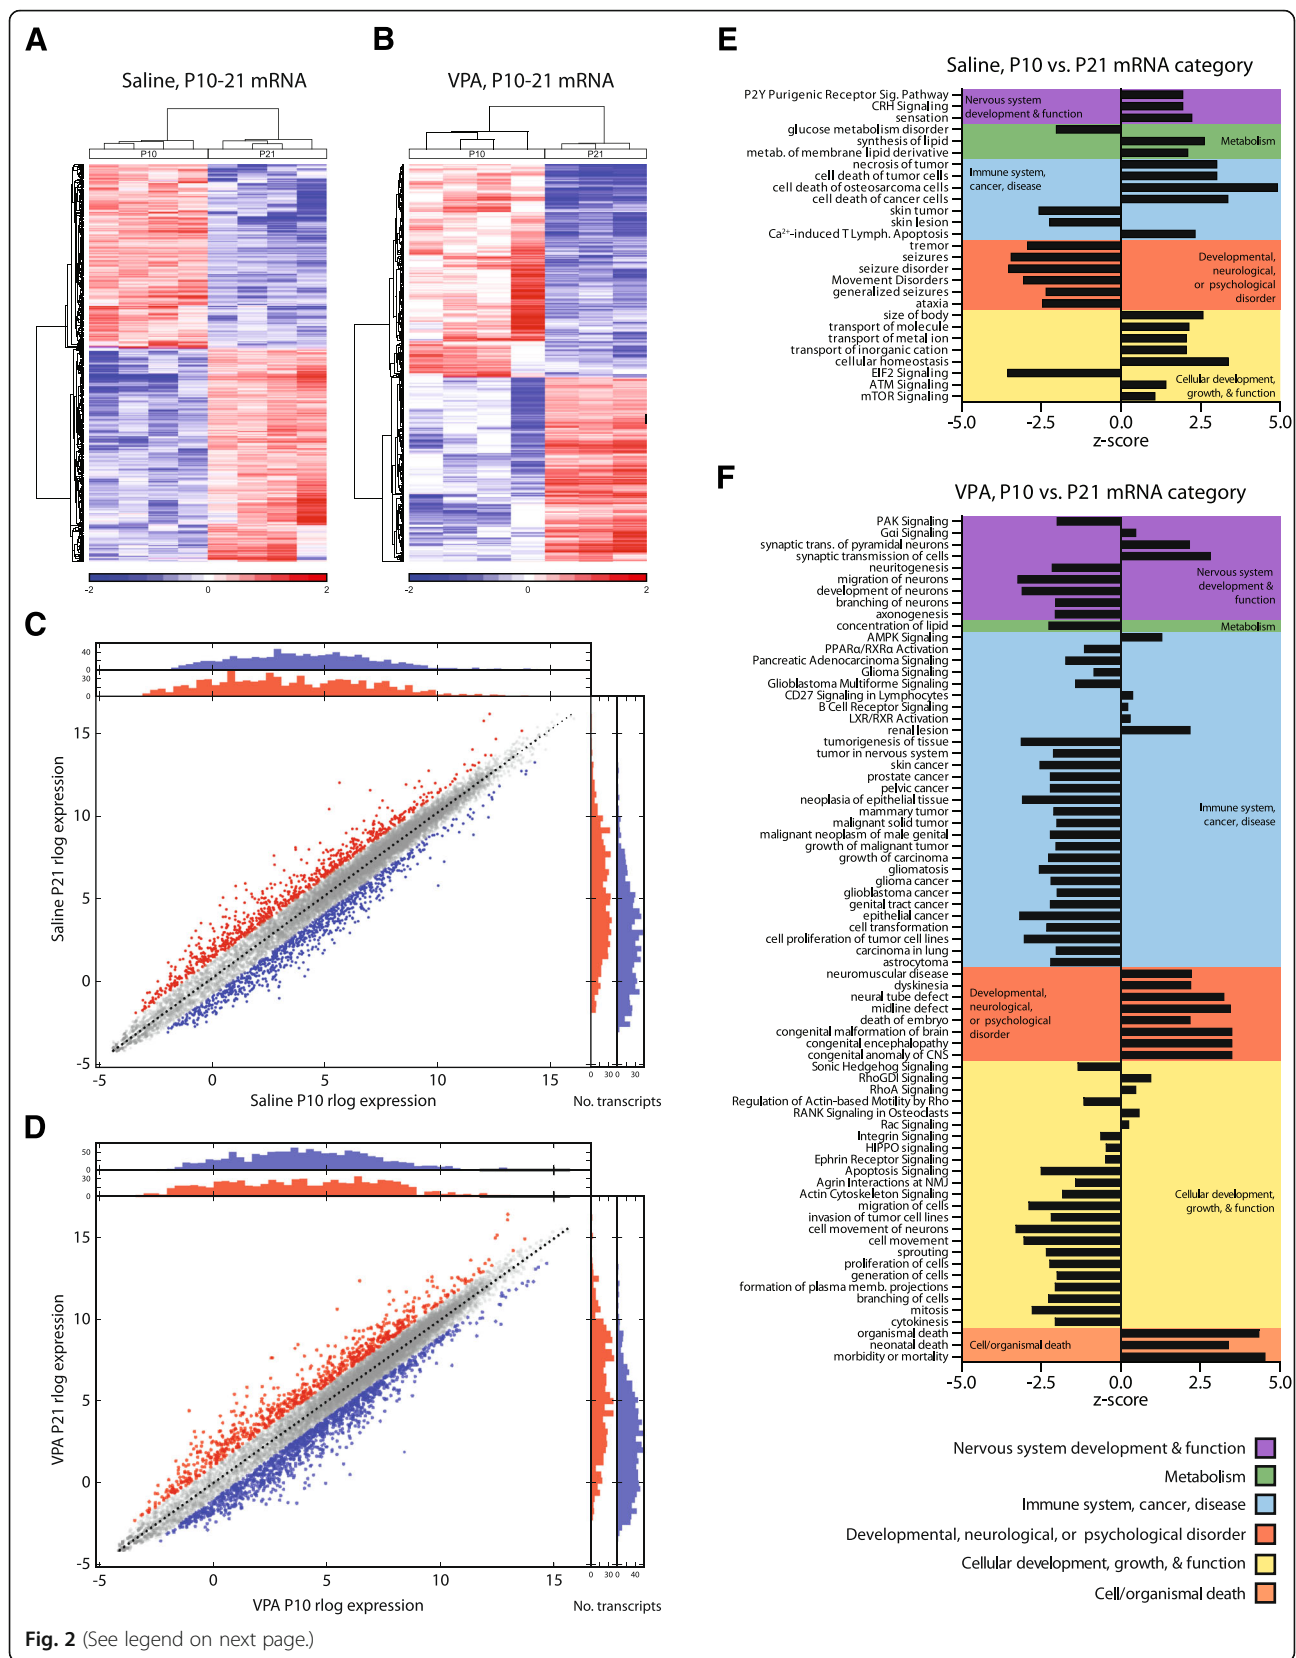 A
Saline, P10-21 mRNA
P10
P21
-2
0
2
B
VPA, P10-21 mRNA
P10
P21
-2
0
2
C
40
0
30
0
15
10
5
0
-5
Saline P21 rlog expression
-5
0
5
10
15
Saline P10 rlog expression
0
30
0
30
No. transcripts
D
50
0
30
0
15
10
5
0
-5
VPA P21 rlog expression
-5
0
5
10
15
VPA P10 rlog expression
0
30
0
40
No. transcripts
E
Saline, P10 vs. P21 mRNA category
P2Y Purigenic Receptor Sig. Pathway
CRH Signaling
sensation
glucose metabolism disorder
synthesis of lipid
metab. of membrane lipid derivative
necrosis of tumor
cell death of tumor cells
cell death of osteosarcoma cells
cell death of cancer cells
skin tumor
skin lesion
Ca²⁺-induced T Lymph. Apoptosis
tremor
seizures
seizure disorder
Movement Disorders
generalized seizures
ataxia
size of body
transport of molecule
transport of metal ion
transport of inorganic cation
cellular homeostasis
EIF2 Signaling
ATM Signaling
mTOR Signaling
Nervous system
development & function
Metabolism
Immune system,
cancer, disease
Developmental,
neurological,
or psychological
disorder
Cellular development,
growth, & function
-5.0
-2.5
0.0
2.5
5.0
z-score
F
VPA, P10 vs. P21 mRNA category
PAK Signaling
Gαi Signaling
synaptic trans. of pyramidal neurons
synaptic transmission of cells
neuritogenesis
migration of neurons
development of neurons
branching of neurons
axonogenesis
concentration of lipid
AMPK Signaling
PPARα/RXRα Activation
Pancreatic Adenocarcinoma Signaling
Glioma Signaling
Glioblastoma Multiforme Signaling
CD27 Signaling in Lymphocytes
B Cell Receptor Signaling
LXR/RXR Activation
renal lesion
tumorigenesis of tissue
tumor in nervous system
skin cancer
prostate cancer
pelvic cancer
neoplasia of epithelial tissue
mammary tumor
malignant solid tumor
malignant neoplasm of male genital
growth of malignant tumor
growth of carcinoma
gliomatosis
glioma cancer
glioblastoma cancer
genital tract cancer
epithelial cancer
cell transformation
cell proliferation of tumor cell lines
carcinoma in lung
astrocytoma
neuromuscular disease
dyskinesia
neural tube defect
midline defect
death of embryo
congenital malformation of brain
congenital encephalopathy
congenital anomaly of CNS
Sonic Hedgehog Signaling
RhoGDI Signaling
RhoA Signaling
Regulation of Actin-based Motility by Rho
RANK Signaling in Osteoclasts
Rac Signaling
Integrin Signaling
HIPPO signaling
Ephrin Receptor Signaling
Apoptosis Signaling
Agrin Interactions at NMJ
Actin Cytoskeleton Signaling
migration of cells
invasion of tumor cell lines
cell movement of neurons
cell movement
sprouting
proliferation of cells
generation of cells
formation of plasma memb. projections
branching of cells
mitosis
cytokinesis
organismal death
neonatal death
morbidity or mortality
Nervous system
development &
function
Metabolism
Immune system,
cancer, disease
Developmental,
neurological,
or psychological
disorder
Cellular development,
growth, & function
Cell/organismal death
-5.0
-2.5
0.0
2.5
5.0
z-score
Nervous system development & function
Metabolism
Immune system, cancer, disease
Developmental, neurological, or psychological disorder
Cellular development, growth, & function
Cell/organismal death
Fig. 2 (See legend on next page.)